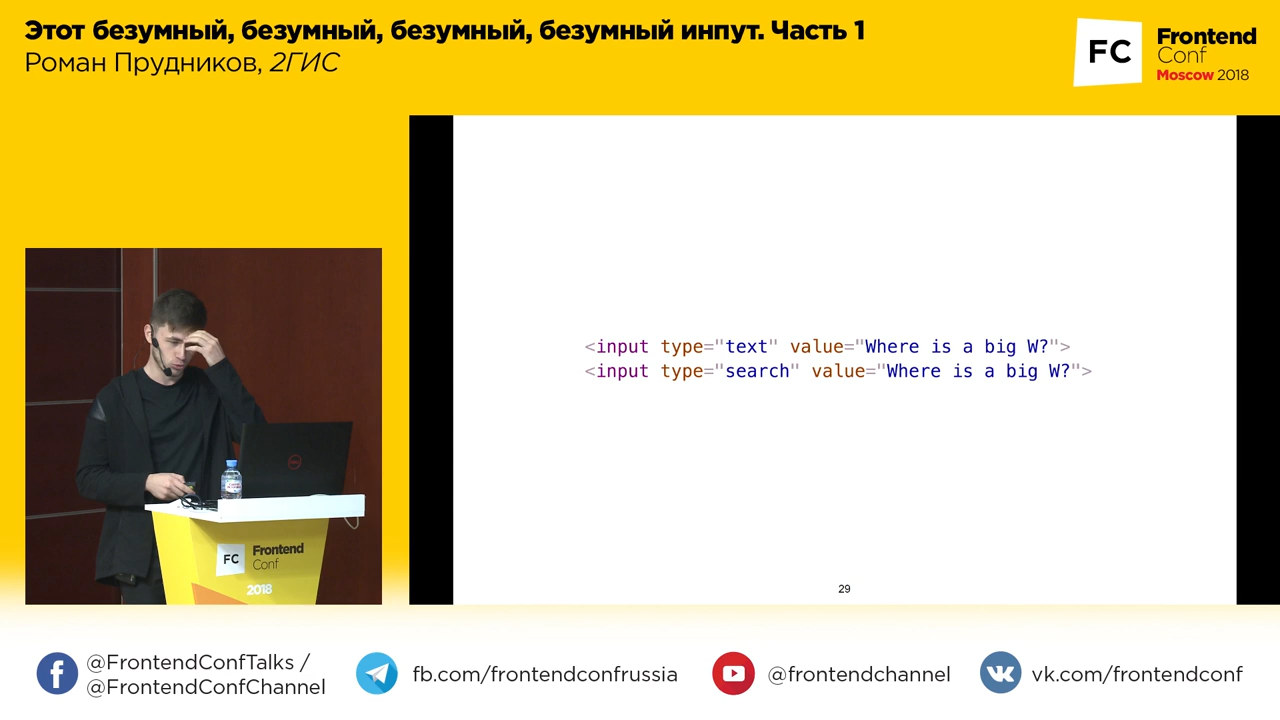 Этот безумный, безумный, безумный, безумный инпут. Часть 1
Роман Прудников, 2ГИС
FC
Frontend
Conf
Moscow 2018
<input type="text" value="Where is a big W?">
<input type="search" value="Where is a big W?">
29
FC
Frontend
Conf
2018
@FrontendConfTalks /
@FrontendConfChannel
fb.com/frontendconfrussia
@frontendchannel
vk.com/frontendconf